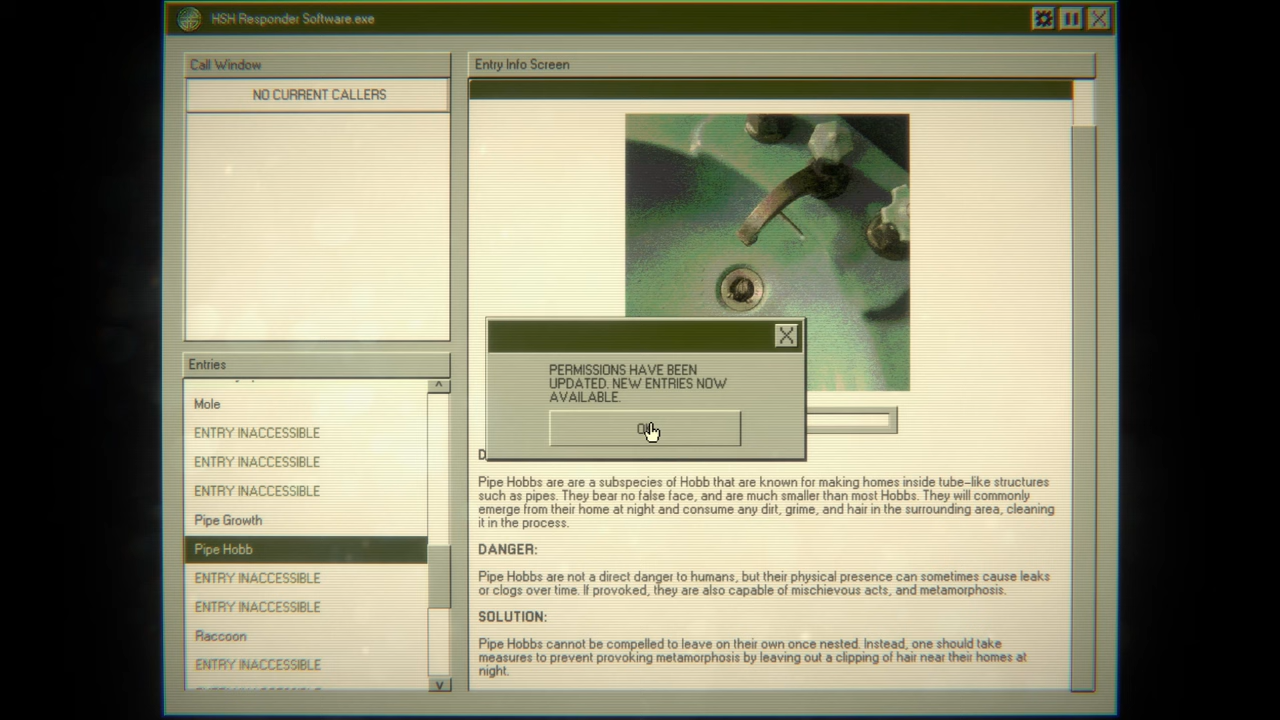 HSH Responder Software.exe
Call Window
NO CURRENT CALLERS
Entries
Mole
ENTRY INACCESSIBLE
ENTRY INACCESSIBLE
ENTRY INACCESSIBLE
Pipe Growth
Pipe Hobb
ENTRY INACCESSIBLE
ENTRY INACCESSIBLE
Raccoon
ENTRY INACCESSIBLE
Entry Info Screen
PERMISSIONS HAVE BEEN
UPDATED. NEW ENTRIES NOW
AVAILABLE.
Pipe Hobbs are are a subspecies of Hobb that are known for making homes inside tube-like structures
such as pipes. They bear no false face, and are much smaller than most Hobbs. They will commonly
emerge from their home at night and consume any dirt, grime, and hair in the surrounding area, cleaning
it in the process.
DANGER:
Pipe Hobbs are not a direct danger to humans, but their physical presence can sometimes cause leaks
or clogs over time. If provoked, they are also capable of mischievous acts, and metamorphosis.
SOLUTION:
Pipe Hobbs cannot be compelled to leave on their own once nested. Instead, one should take
measures to prevent provoking metamorphosis by leaving out a clipping of hair near their homes at
night.